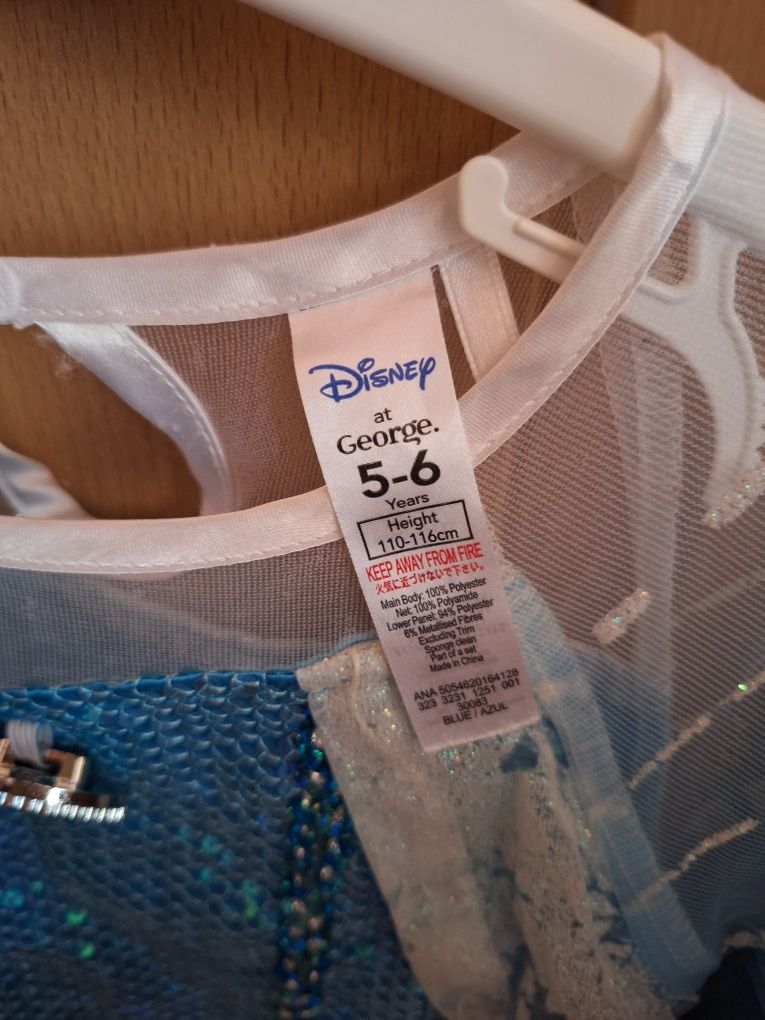 Disney
at
George.
5-6
Years
Height
110-116cm
KEEP AWAY FROM FIRE
火気に近づけないで下さい。
Main Body: 100% Polyester
Net: 100% Polyamide
Lower Panel: 94% Polyester
6% Metallised Fibres
Excluding Trim
Sponge clean
Part of a set
Made in China
ANA 5054620164128
323 3231 1251 001
30083
BLUE / AZUL